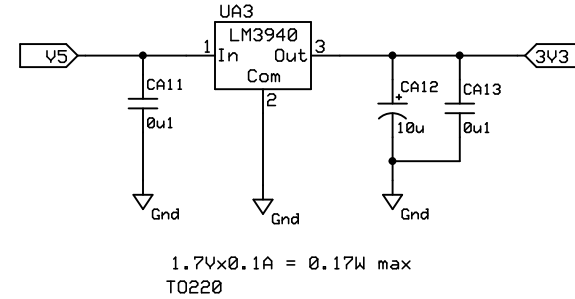 UA3
LM3940
V5
1
In
Out
3
3V3
Com
2
CA11
0u1
CA12
+
10u
CA13
0u1
Gnd
Gnd
Gnd
1.7Vx0.1A = 0.17W max
TO220